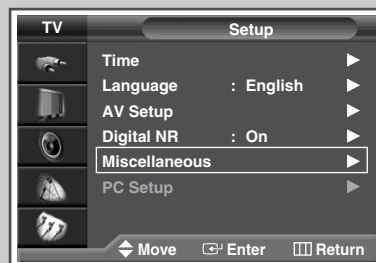 TV Setup
Time
Language : English
AV Setup
Digital NR : On
Miscellaneous
PC Setup
Move Enter Return